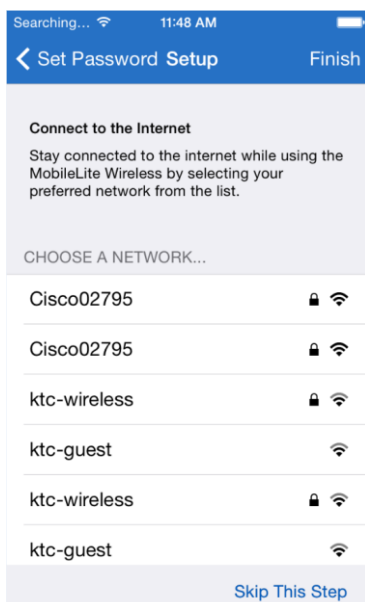 Searching... 11:48 AM
Set Password Setup Finish
Connect to the Internet
Stay connected to the internet while using the
MobileLite Wireless by selecting your
preferred network from the list.
CHOOSE A NETWORK...
Cisco02795
Cisco02795
ktc-wireless
ktc-guest
ktc-wireless
ktc-guest
Skip This Step